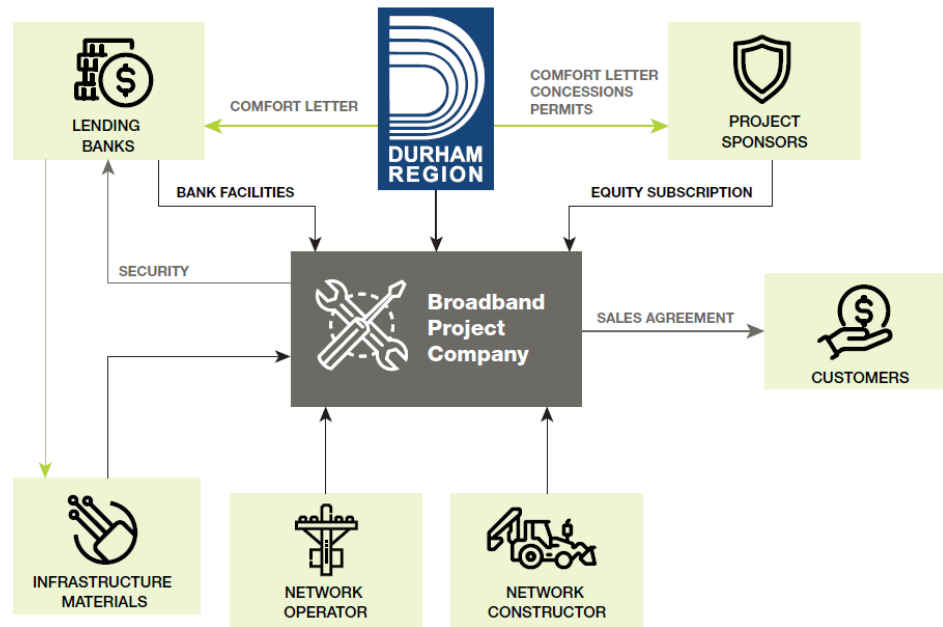 COMFORT LETTER
COMFORT LETTER
CONCESSIONS
PERMITS
LENDING
BANKS
DURHAM
REGION
PROJECT
SPONSORS
BANK FACILITIES
EQUITY SUBSCRIPTION
SECURITY
Broadband
Project
Company
SALES AGREEMENT
CUSTOMERS
INFRASTRUCTURE
MATERIALS
NETWORK
OPERATOR
NETWORK
CONSTRUCTOR